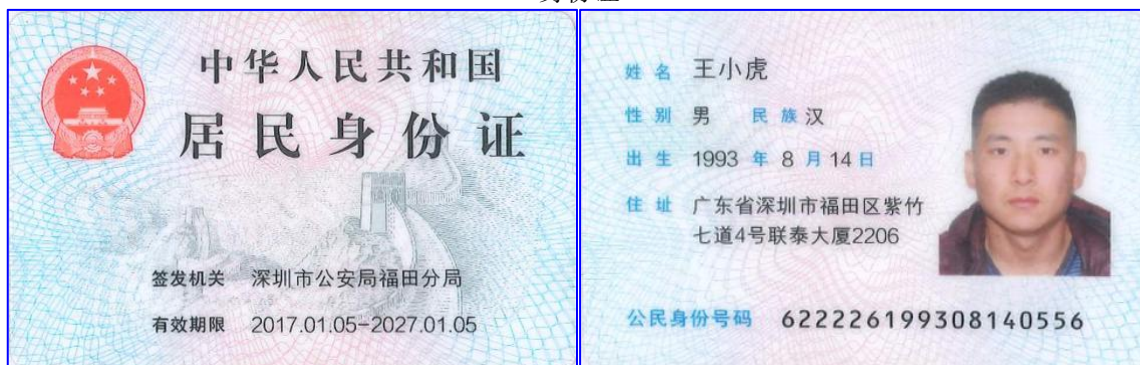 中华人民共和国
居民身份证
签发机关 深圳市公安局福田分局
有效期限 2017.01.05-2027.01.05
姓名 王小虎
性别 男 民族 汉
出生 1993 年 8 月 14 日
住址 广东省深圳市福田区紫竹
七道4号联泰大厦2206
公民身份号码 622226199308140556